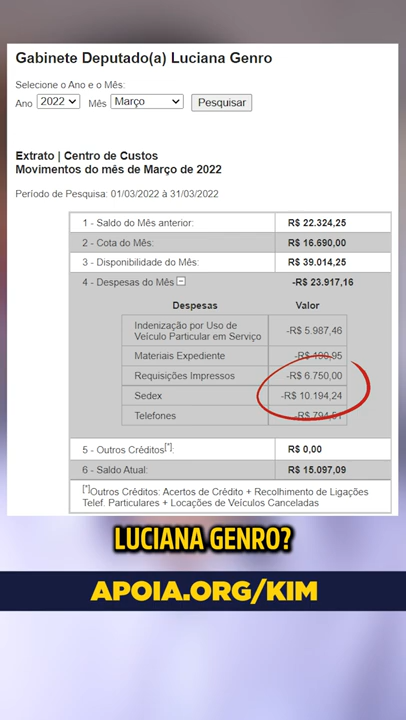 Gabinete Deputado(a) Luciana Genro
Selecione o Ano e o Mês:
Ano 2022 Mês Março Pesquisar
Extrato | Centro de Custos
Movimentos do mês de Março de 2022
Período de Pesquisa: 01/03/2022 à 31/03/2022
1 - Saldo do Mês anterior: R$ 22.324,25
2 - Cota do Mês: R$ 16.690,00
3 - Disponibilidade do Mês: R$ 39.014,25
4 - Despesas do Mês -R$ 23.917,16
Despesas Valor
Indenização por Uso de
Veículo Particular em Serviço -R$ 5.987,46
Materiais Expediente -R$ 190,95
Requisições Impressos -R$ 6.750,00
Sedex -R$ 10.194,24
Telefones -R$ 794,51
5 - Outros Créditos[*]: R$ 0,00
6 - Saldo Atual: R$ 15.097,09
[*]Outros Créditos: Acertos de Crédito + Recolhimento de Ligações
Telef. Particulares + Locações de Veículos Canceladas
LUCIANA GENRO?
APOIA.ORG/KIM